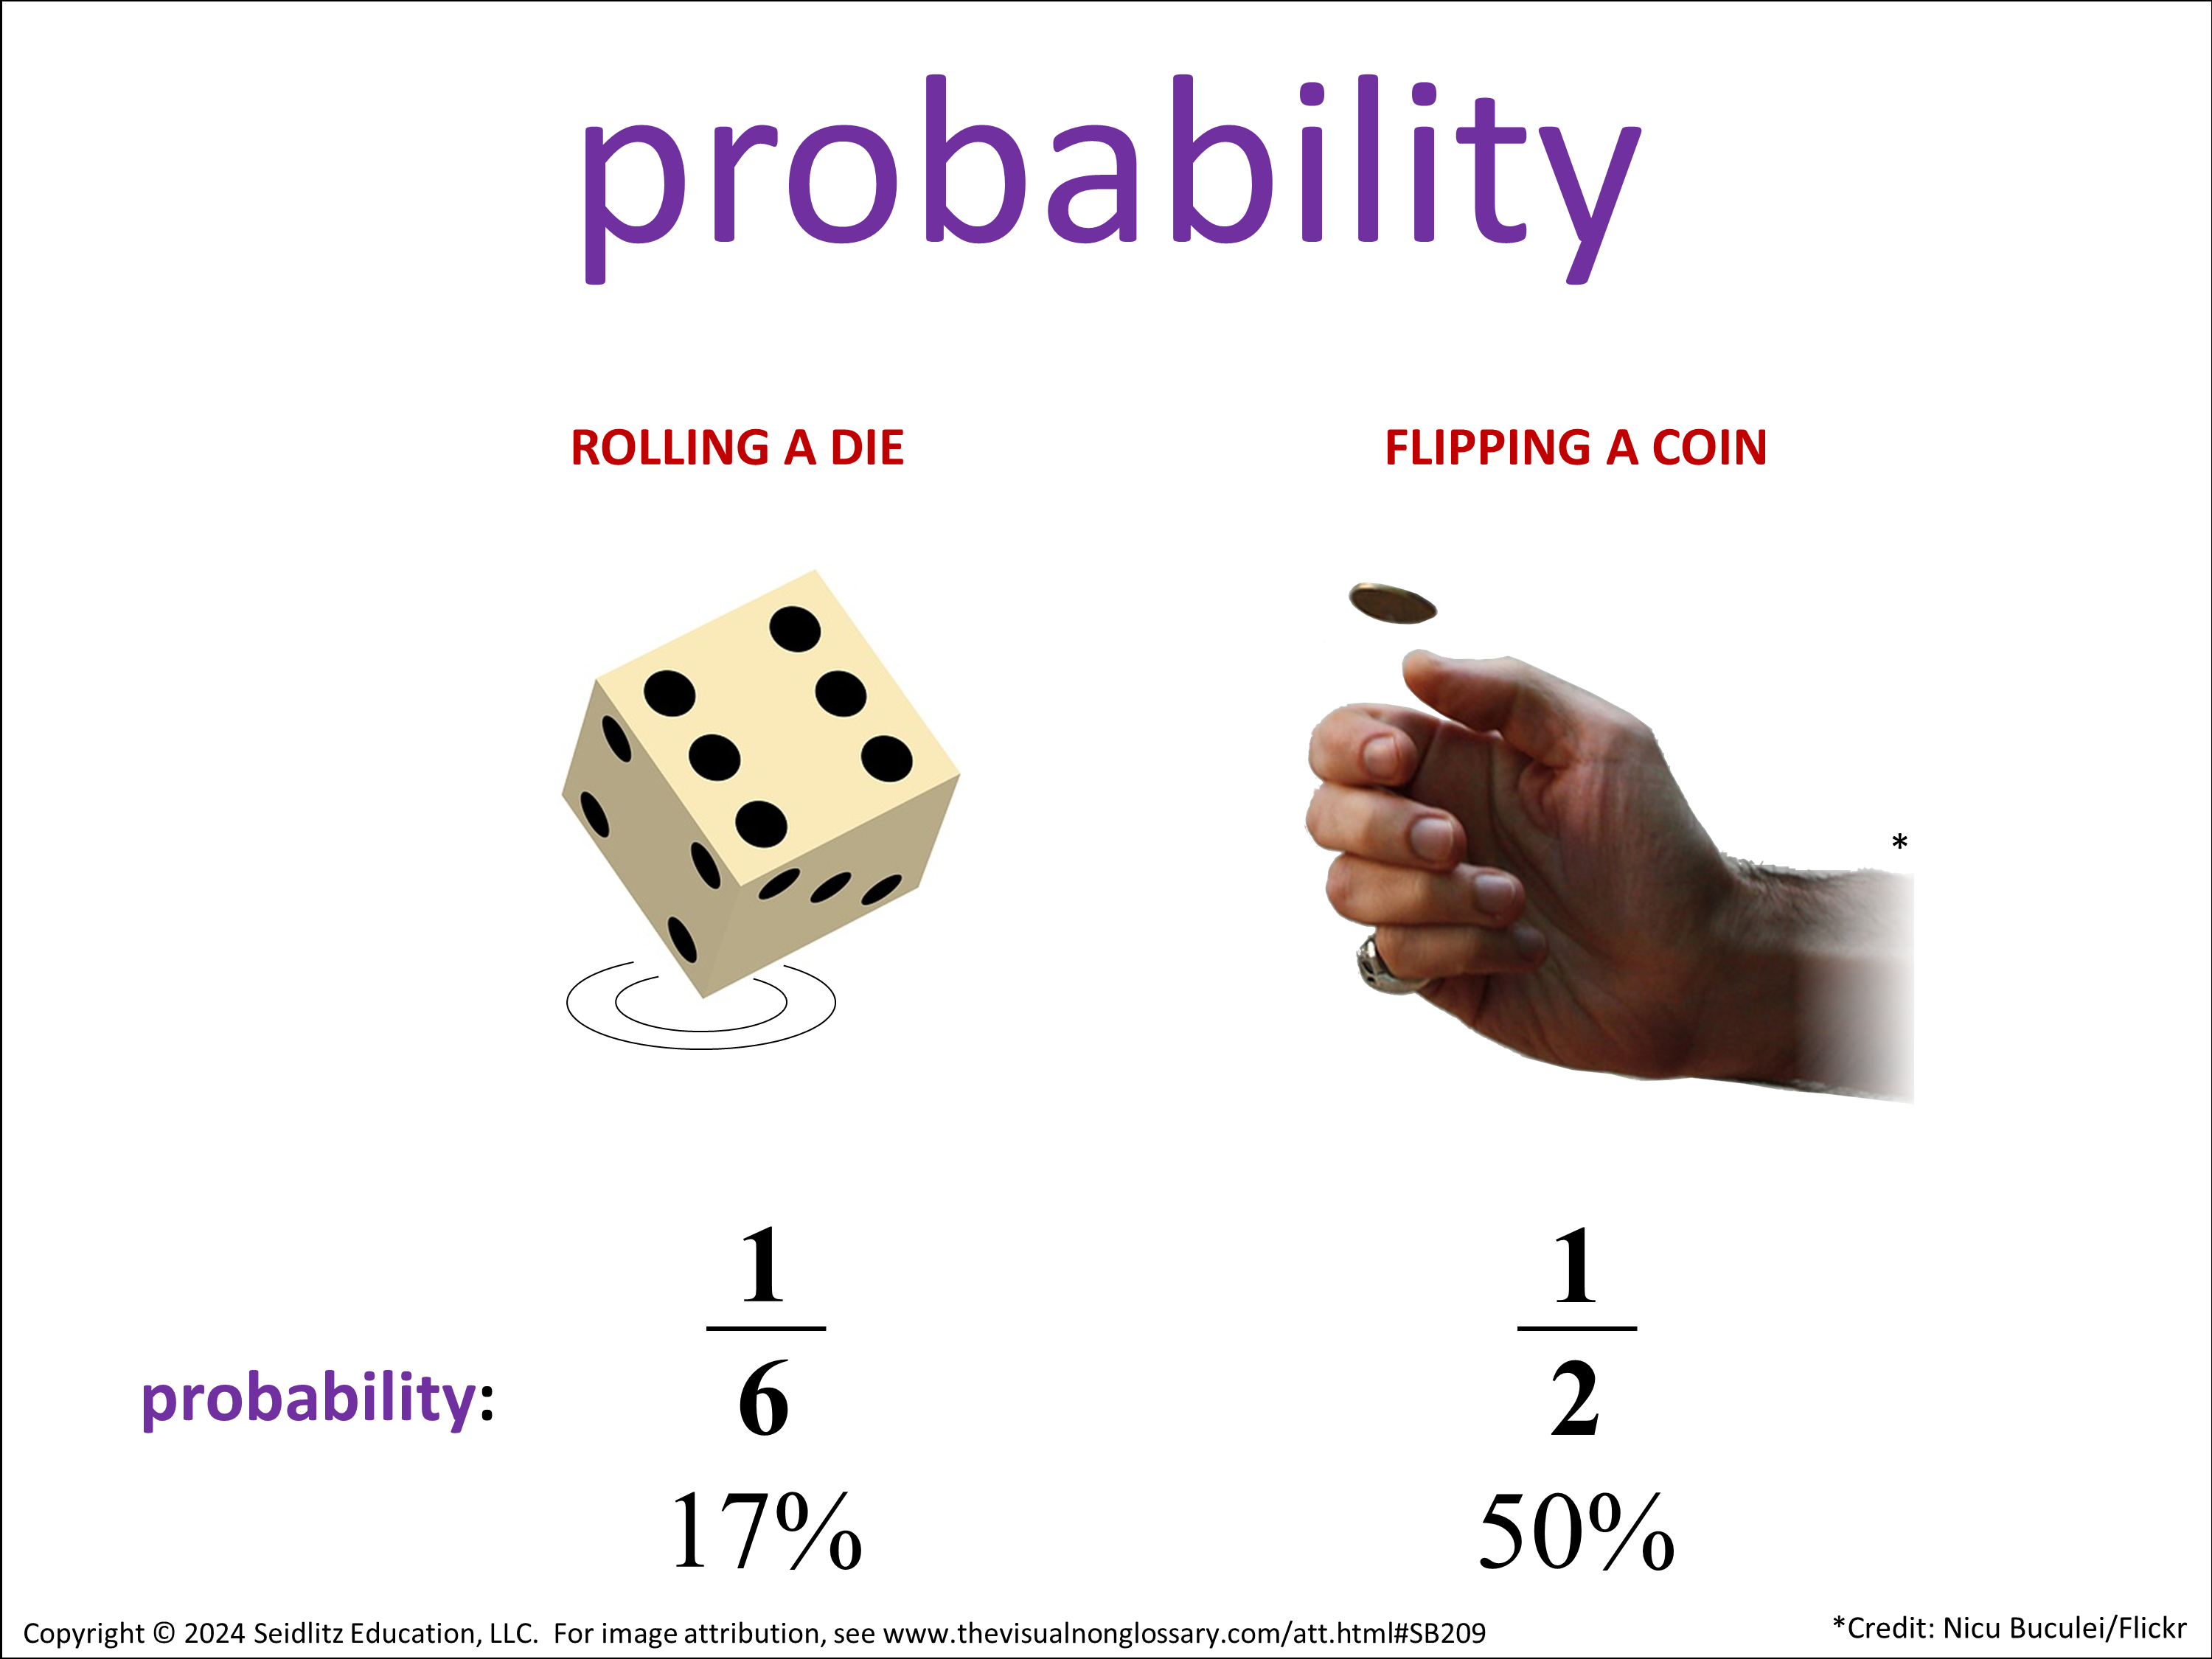 probability
ROLLING A DIE
FLIPPING A COIN
*
1
6
1
2
probability:
17%
50%
Copyright © 2024 Seidlitz Education, LLC.  For image attribution, see www.thevisualnonglossary.com/att.html#SB209
*Credit: Nicu Buculei/Flickr